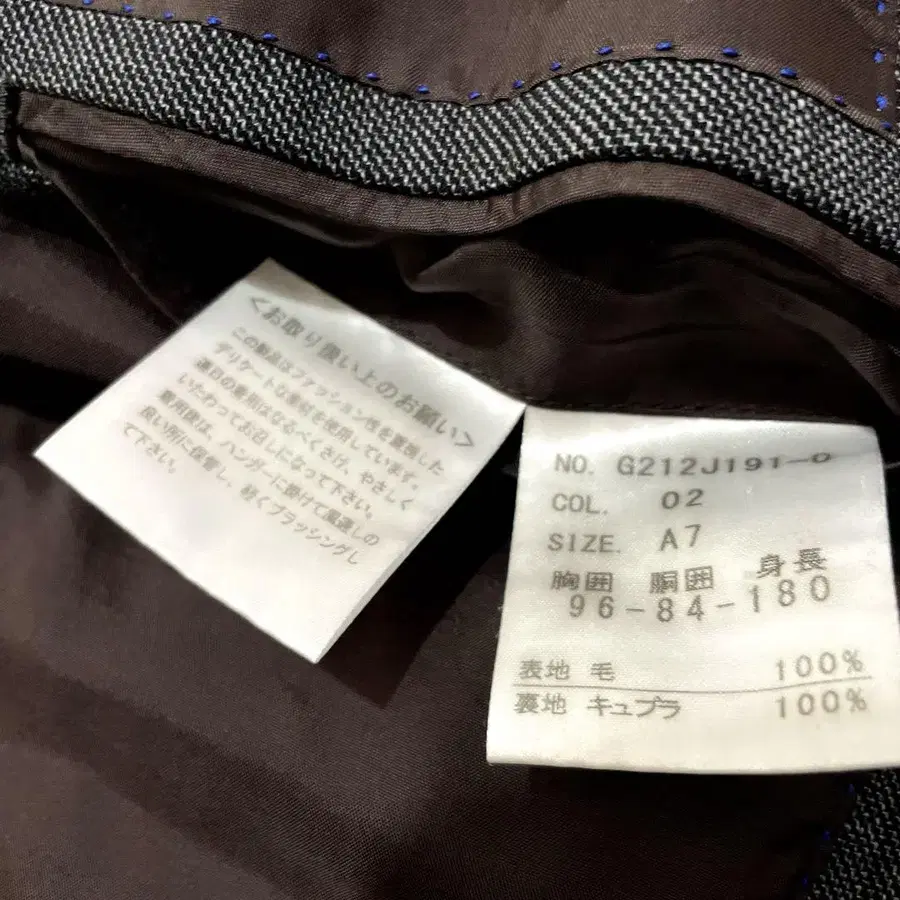 <お取り扱い上のお願い>
この製品はファッション性を重視した
デリケートな素材を使用しています。
連日の着用はなるべくさけ、やさしく
いたわってお召しになって下さい。
着用後は、ハンガーに掛けて風通しの
良い所に保管し、軽くブラッシングし
て下さい。
NO. G212J191-0
COL. 02
SIZE. A7
胸囲 胴囲 身長
96-84-180
表地 毛 100%
裏地 キュプラ 100%